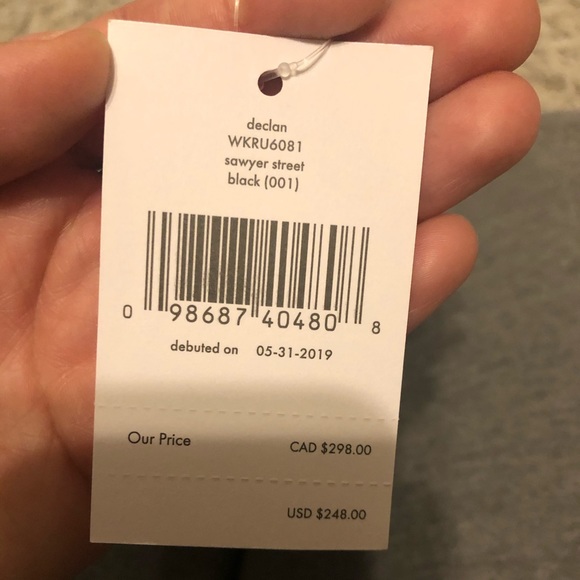 declan
WKRU6081
sawyer street
black (001)
0 98687 40480 8
debuted on 05-31-2019
Our Price CAD $298.00
USD $248.00